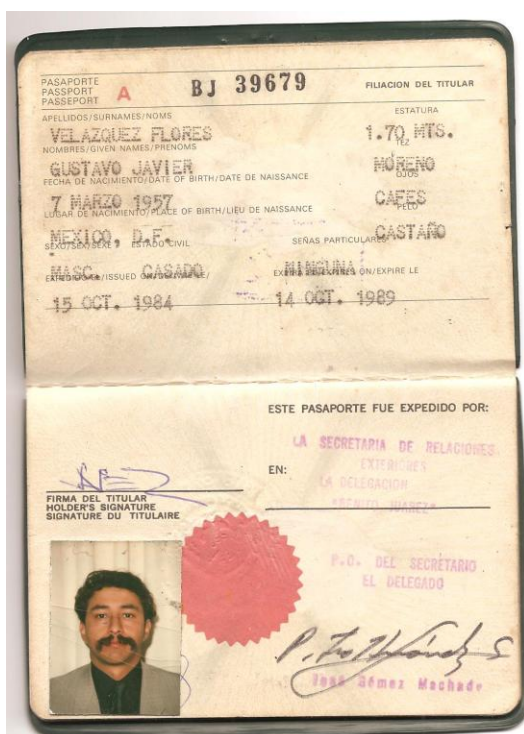 PASAPORTE
PASSPORT
PASSEPORT
A
BJ 39679
FILIACION DEL TITULAR
APELLIDOS/SURNAMES/NOMS
ESTATURA
VELAZQUEZ FLORES
1.70 MTS.
NOMBRES/GIVEN NAMES/PRENOMS
TEZ
GUSTAVO JAVIER
MORENO
FECHA DE NACIMIENTO/DATE OF BIRTH/DATE DE NAISSANCE
OJOS
7 MARZO 1957
CAFES
LUGAR DE NACIMIENTO/PLACE OF BIRTH/LIEU DE NAISSANCE
PELO
MEXICO, D.F.
CASTAÑO
SEXO/SEX/SEXE
ESTADO CIVIL
SEÑAS PARTICULARES
MASC.
CASADO
NINGUNA
15 OCT. 1984
14 OCT. 1989
ESTE PASAPORTE FUE EXPEDIDO POR:
LA SECRETARIA DE RELACIONES
EXTERIORES
EN:
LA DELEGACION
"BENITO JUAREZ"
FIRMA DEL TITULAR
HOLDER'S SIGNATURE
SIGNATURE DU TITULAIRE
P.O. DEL SECRETARIO
EL DELEGADO
José Gómez Machado